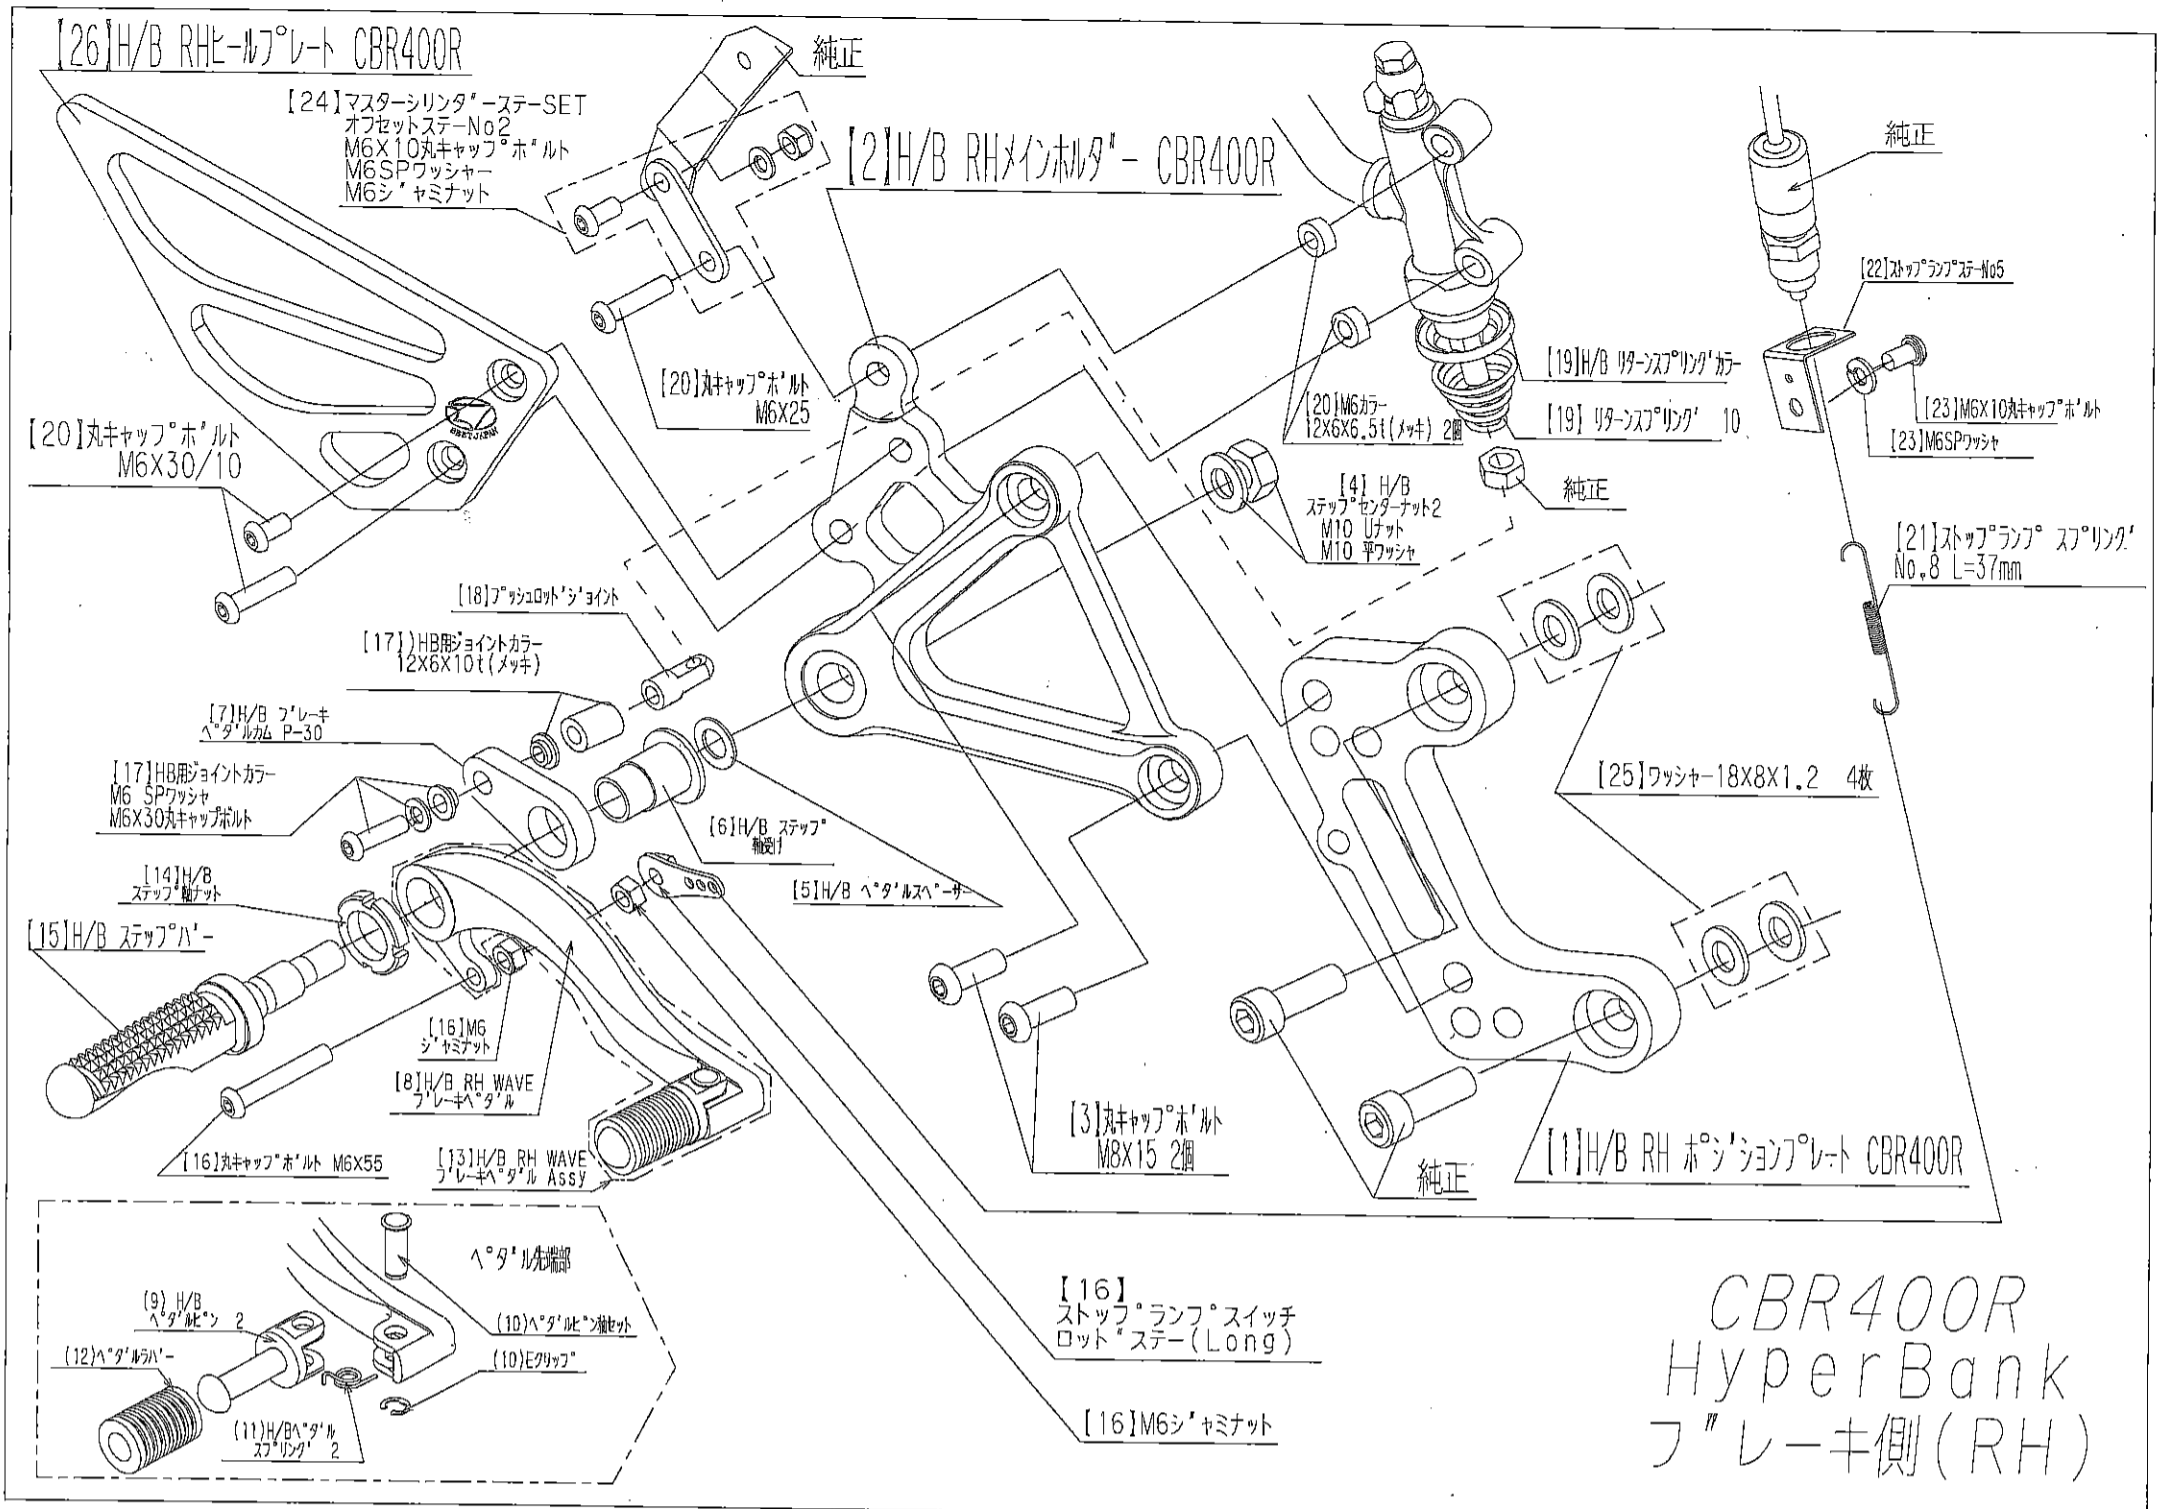 【26】H/B RHヒールプレート CBR400R
純正
【24】マスターシリンダーステーSET
オフセットステーNo2
M6X10丸キャップボルト
M6SPワッシャー
M6ジャミナット
【2】H/B RHメインホルダー CBR400R
純正
【22】ストップランプステーNo5
【20】丸キャップボルト
M6X25
【20】M6カラー
12X6X6.5t(メッキ) 2個
【19】H/B リターンスプリングカラー
【19】リターンスプリング 10
【23】M6X10丸キャップボルト
【23】M6SPワッシャ
【20】丸キャップボルト
M6X30/10
BEET JAPAN
【4】H/B
ステップセンターナット2
M10 Uナット
M10 平ワッシャ
純正
【21】ストップランプ スプリング
No.8 L=37mm
【18】プッシュロッドジョイント
【17】)HB用ジョイントカラー
12X6X10t(メッキ)
【7】H/B ブレーキ
ペダルカム P-30
【17】HB用ジョイントカラー
M6 SPワッシャ
M6X30丸キャップボルト
【25】ワッシャー18X8X1.2 4枚
【6】H/B ステップ
軸受け
【14】H/B
ステップ軸ナット
【5】H/B ペダルスペーサー
【15】H/B ステップバー
【16】M6
ジャミナット
【8】H/B RH WAVE
ブレーキペダル
【3】丸キャップボルト
M8X15 2個
【16】丸キャップボルト M6X55
【13】H/B RH WAVE
ブレーキペダル Assy
純正
【1】H/B RH ポジションプレート CBR400R
ペダル先端部
(9) H/B
ペダルピン 2
(10)ペダルピン軸セット
(12)ペダルラバー
(10)Eクリップ
(11)H/Bペダル
スプリング 2
【16】
ストップランプスイッチ
ロッドステー(Long)
【16】M6ジャミナット
CBR400R
HyperBank
ブレーキ側(RH)